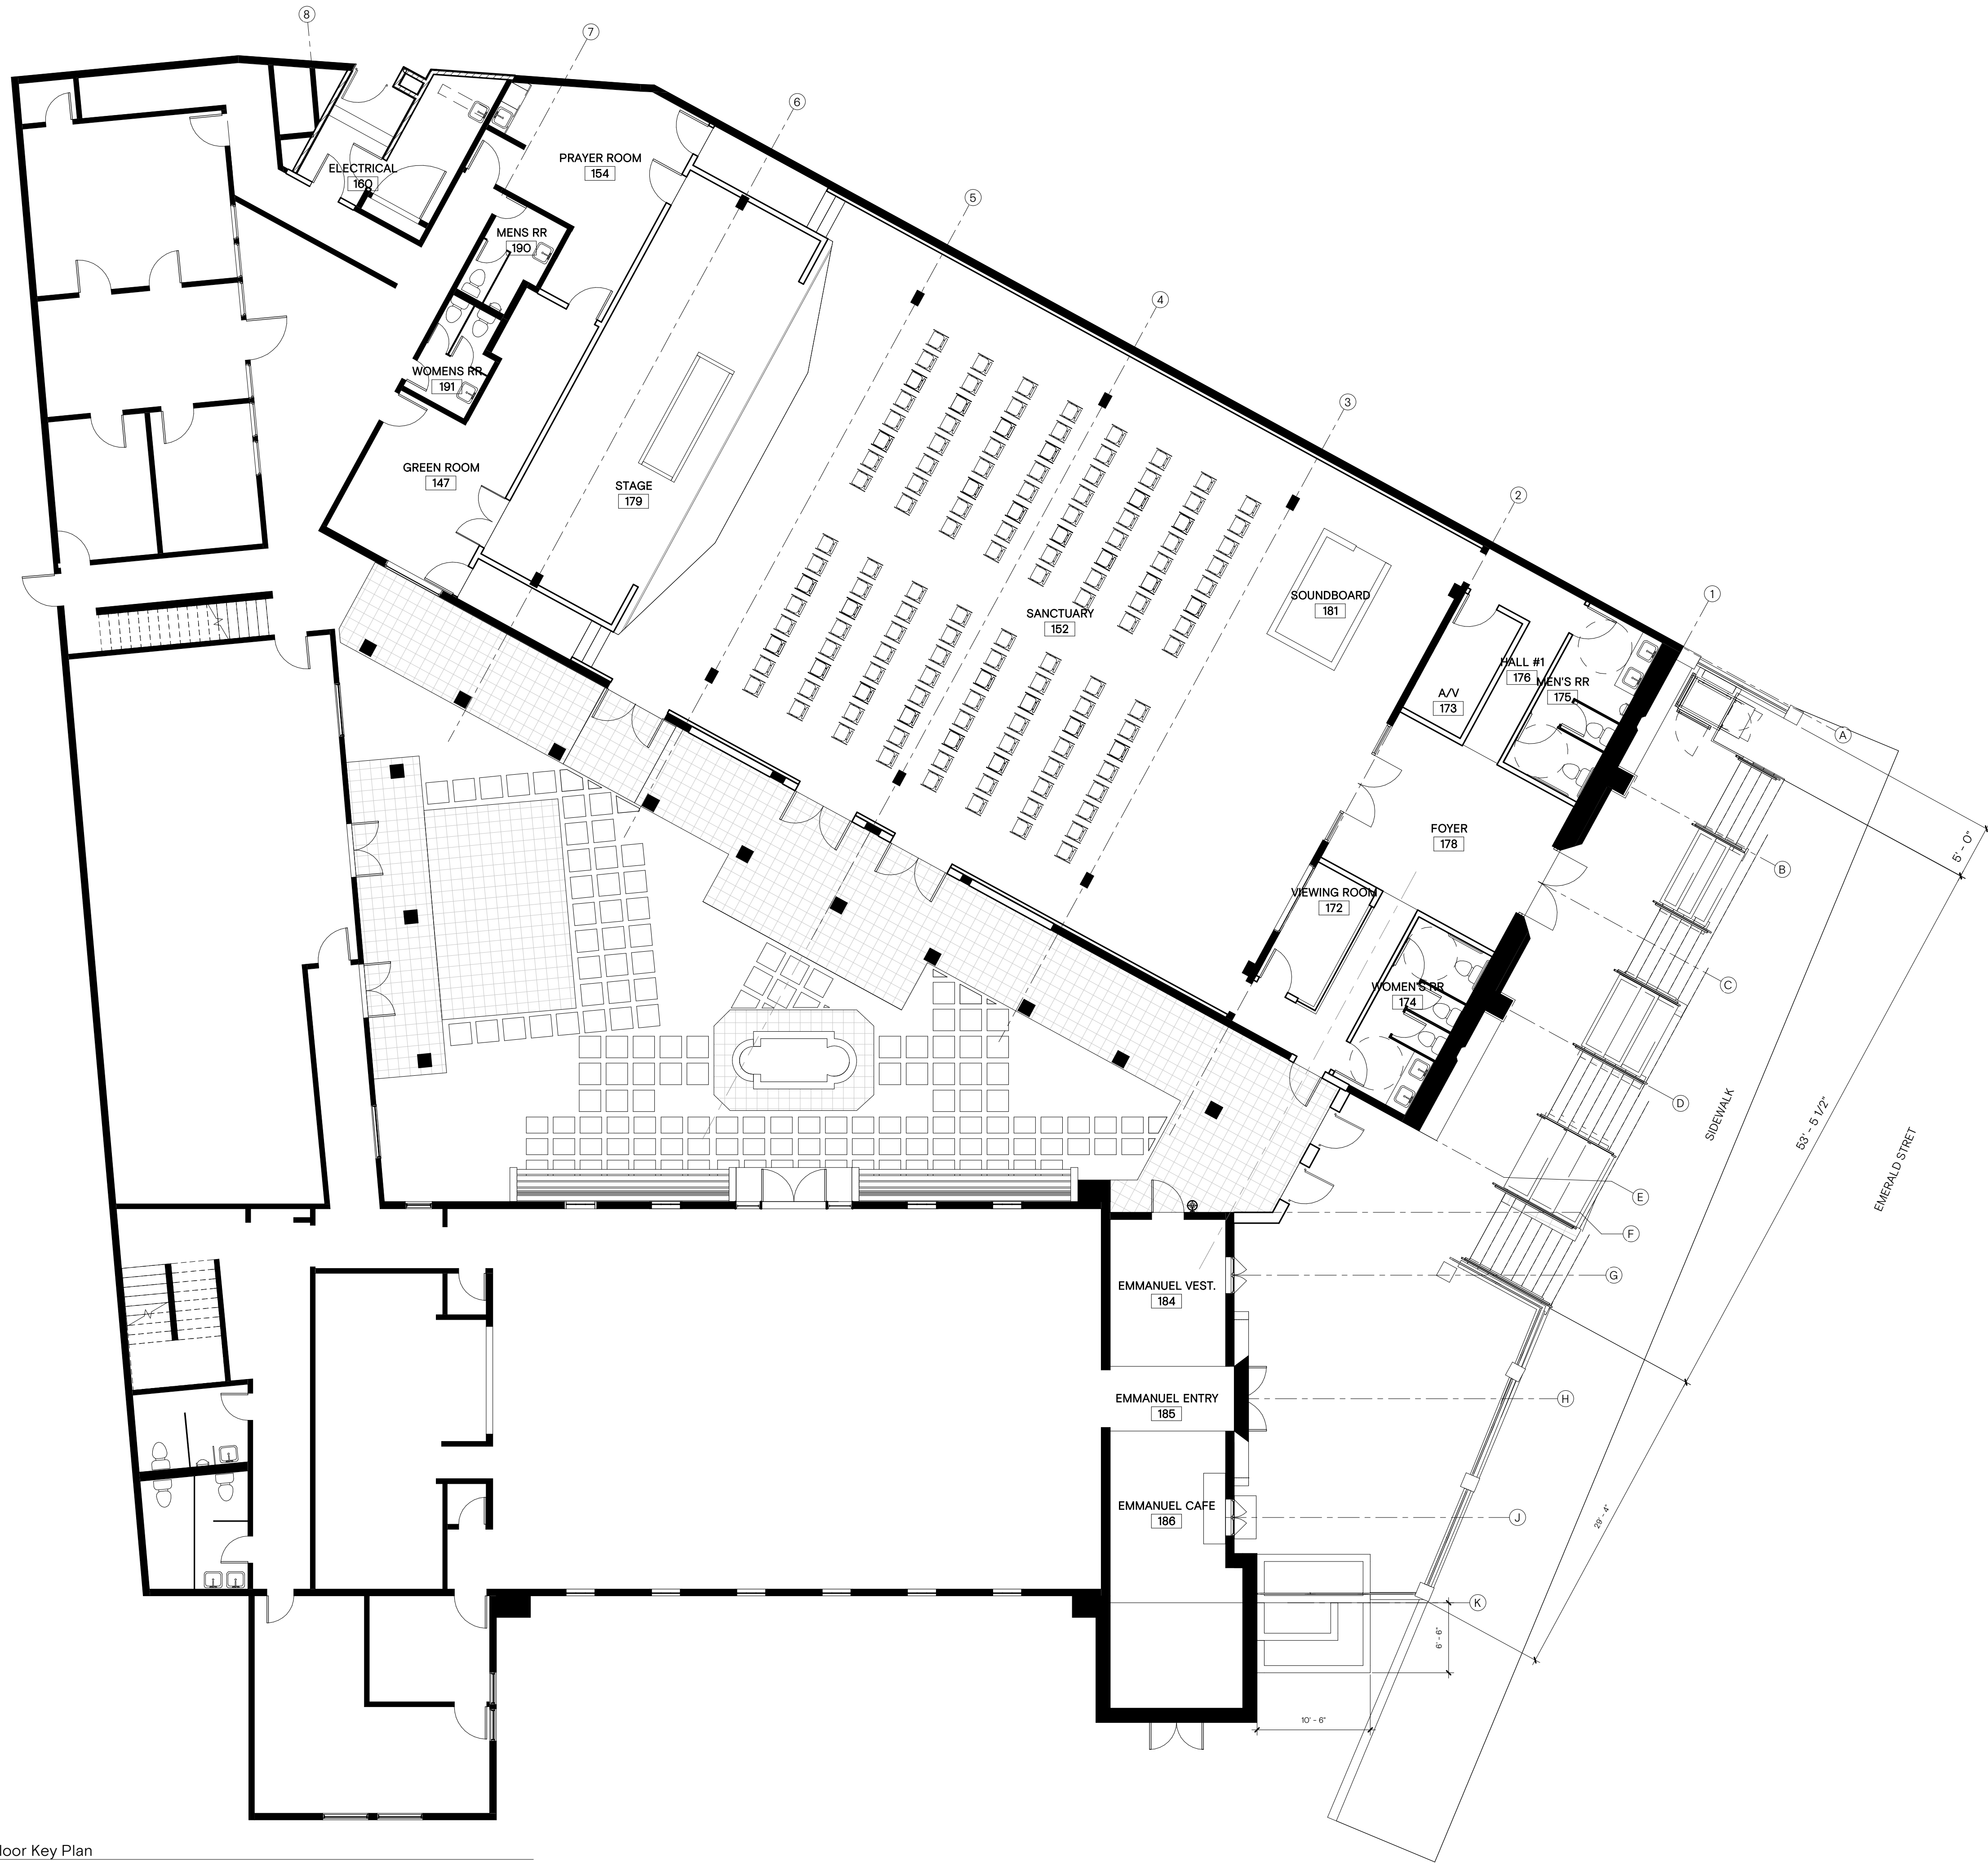 8
7
6
5
4
3
2
1
ELECTRICAL
160
PRAYER ROOM
154
MENS RR
190
WOMENS RR
191
GREEN ROOM
147
STAGE
179
SANCTUARY
152
SOUNDBOARD
181
HALL #1
176
MEN'S RR
175
A/V
173
FOYER
178
VIEWING ROOM
172
WOMEN'S RR
174
A
B
C
D
E
F
G
H
J
K
5' - 0"
53' - 5 1/2"
SIDEWALK
EMERALD STRET
29' - 4"
6' - 6"
10' - 6"
EMMANUEL VEST.
184
EMMANUEL ENTRY
185
EMMANUEL CAFE
186
loor Key Plan